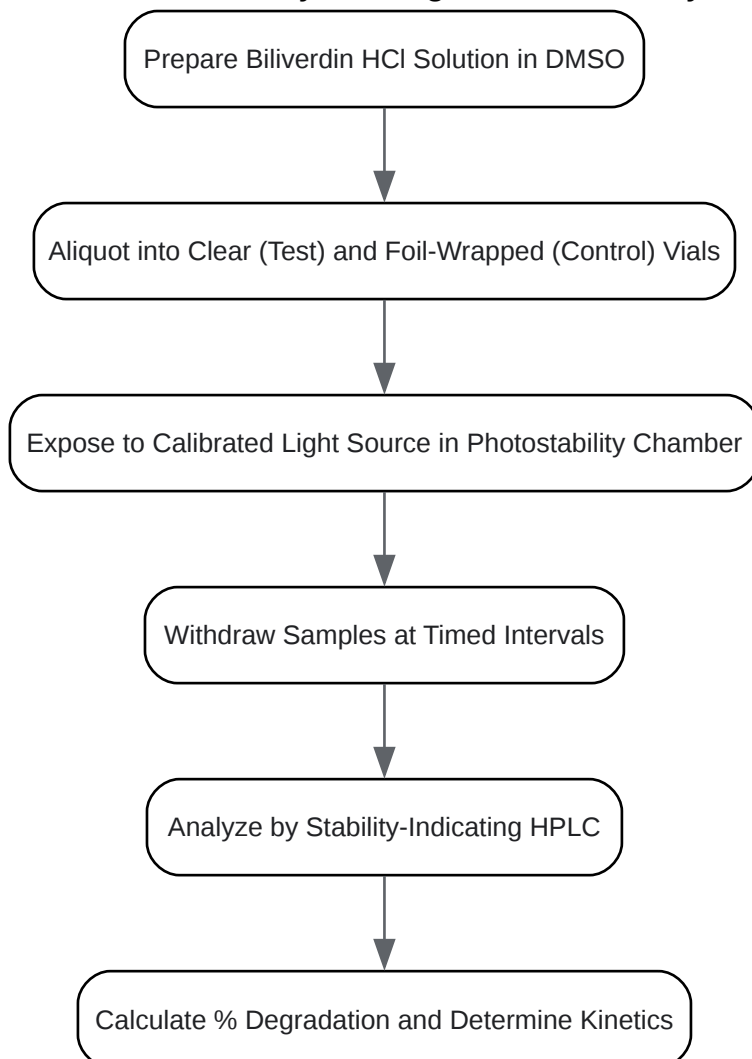 Prepare Biliverdin HCl Solution in DMSO
Aliquot into Clear (Test) and Foil-Wrapped (Control) Vials
Expose to Calibrated Light Source in Photostability Chamber
Withdraw Samples at Timed Intervals
Analyze by Stability-Indicating HPLC
Calculate % Degradation and Determine Kinetics